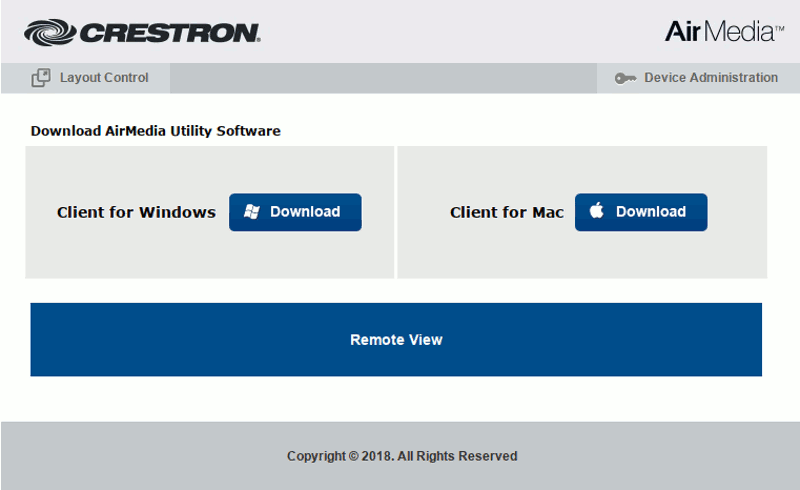 CRESTRON®
AirMedia™
Layout Control
Device Administration
Download AirMedia Utility Software
Client for Windows
Download
Client for Mac
Download
Remote View
Copyright © 2018. All Rights Reserved